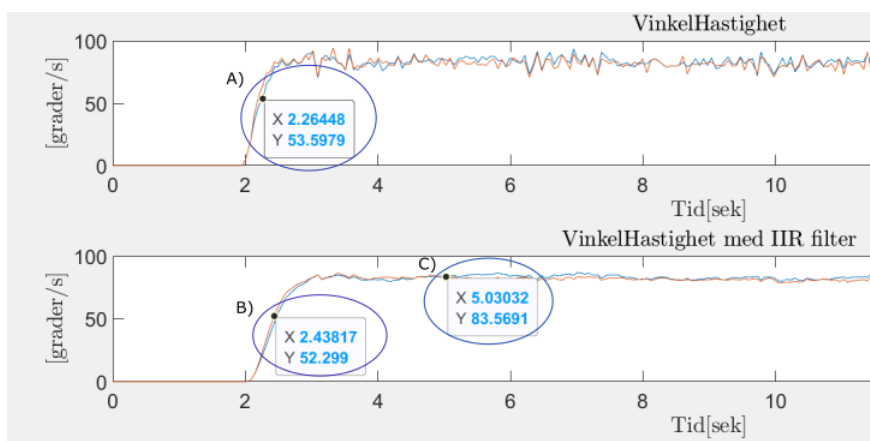 VinkelHastighet
[grader/s]
100
50
0
A)
X 2.26448
Y 53.5979
0 2 4 6 8 10
Tid[sek]
VinkelHastighet med IIR filter
[grader/s]
100
50
0
B)
X 2.43817
Y 52.299
C)
X 5.03032
Y 83.5691
0 2 4 6 8 10
Tid[sek]